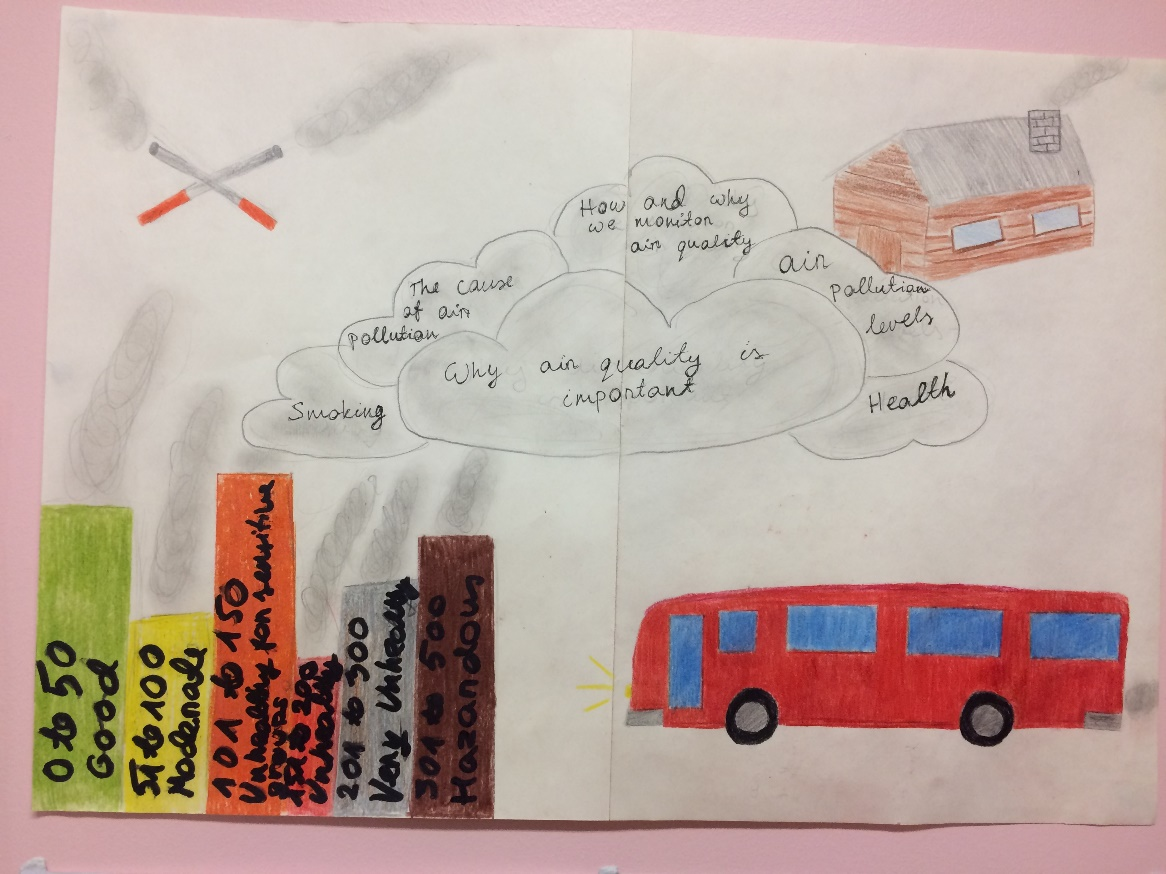 How and why
we monitor
air quality
The cause
of air
pollution
air
pollution
levels
Why air quality is
important
Smoking
Health
0 to 50
Good
51 to 100
Moderate
101 to 150
Unhealthy for sensitive
groups
151 to 200
Unhealthy
201 to 300
Very Unhealthy
301 to 500
Hazardous